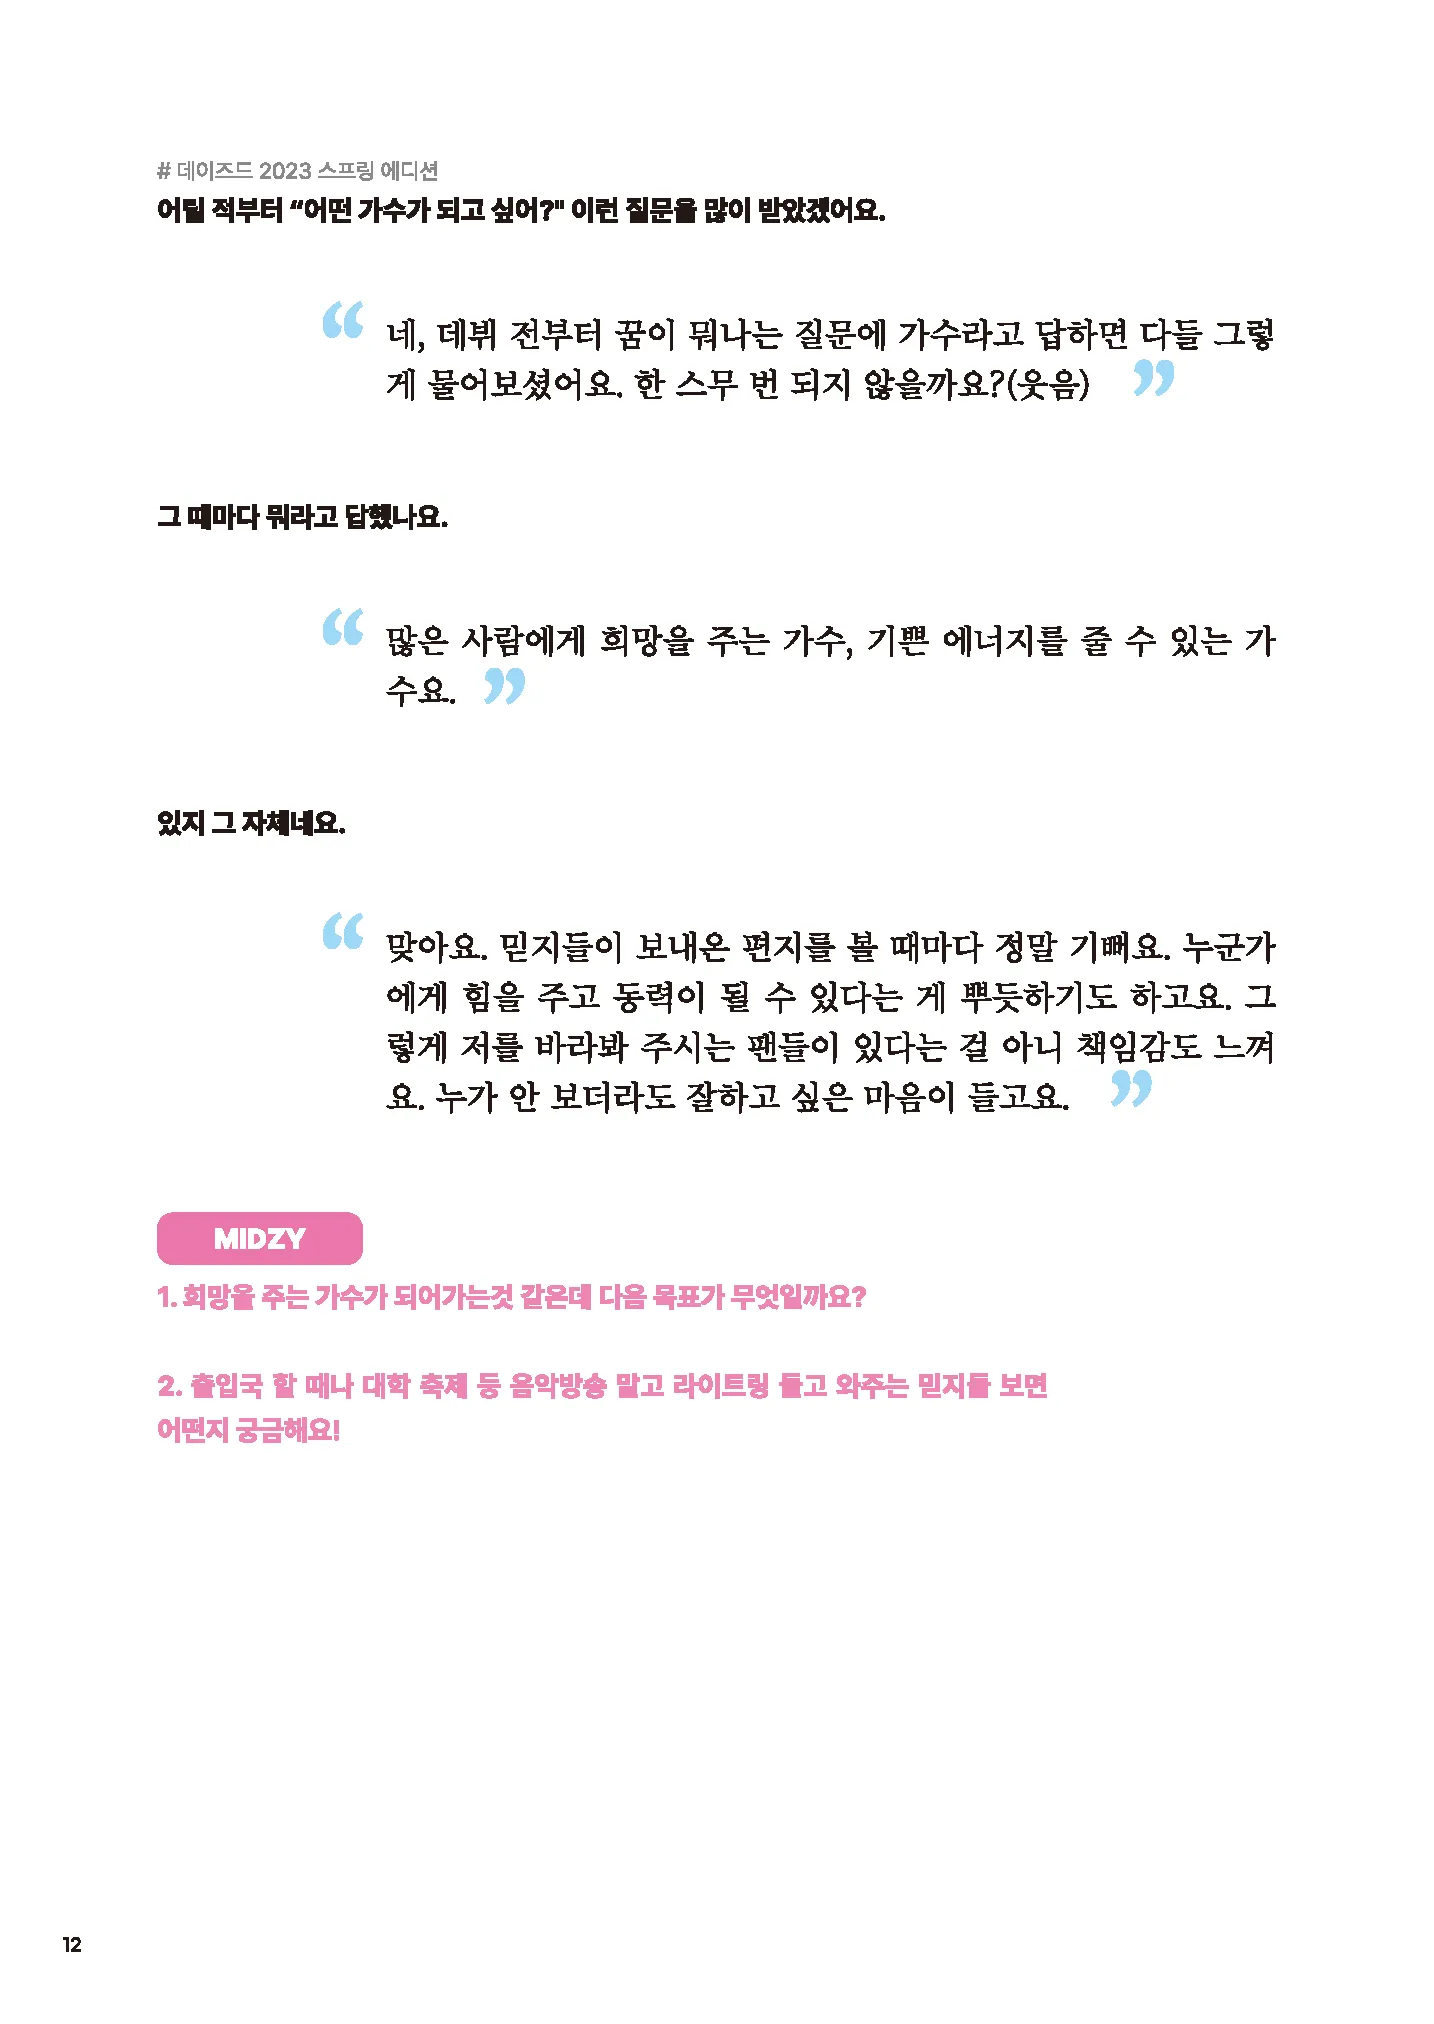 # 데이즈드 2023 스프링 에디션
어릴 적부터 “어떤 가수가 되고 싶어?" 이런 질문을 많이 받았겠어요.
“ 네, 데뷔 전부터 꿈이 뭐냐는 질문에 가수라고 답하면 다들 그렇
게 물어보셨어요. 한 스무 번 되지 않을까요?(웃음) ”
그 때마다 뭐라고 답했나요.
“ 많은 사람에게 희망을 주는 가수, 기쁜 에너지를 줄 수 있는 가
수요. ”
있지 그 자체네요.
“ 맞아요. 믿지들이 보내온 편지를 볼 때마다 정말 기뻐요. 누군가
에게 힘을 주고 동력이 될 수 있다는 게 뿌듯하기도 하고요. 그
렇게 저를 바라봐 주시는 팬들이 있다는 걸 아니 책임감도 느껴
요. 누가 안 보더라도 잘하고 싶은 마음이 들고요. ”
MIDZY
1. 희망을 주는 가수가 되어가는것 같은데 다음 목표가 무엇일까요?
2. 출입국 할 때나 대학 축제 등 음악방송 말고 라이트링 들고 와주는 믿지를 보면
어떤지 궁금해요!
12